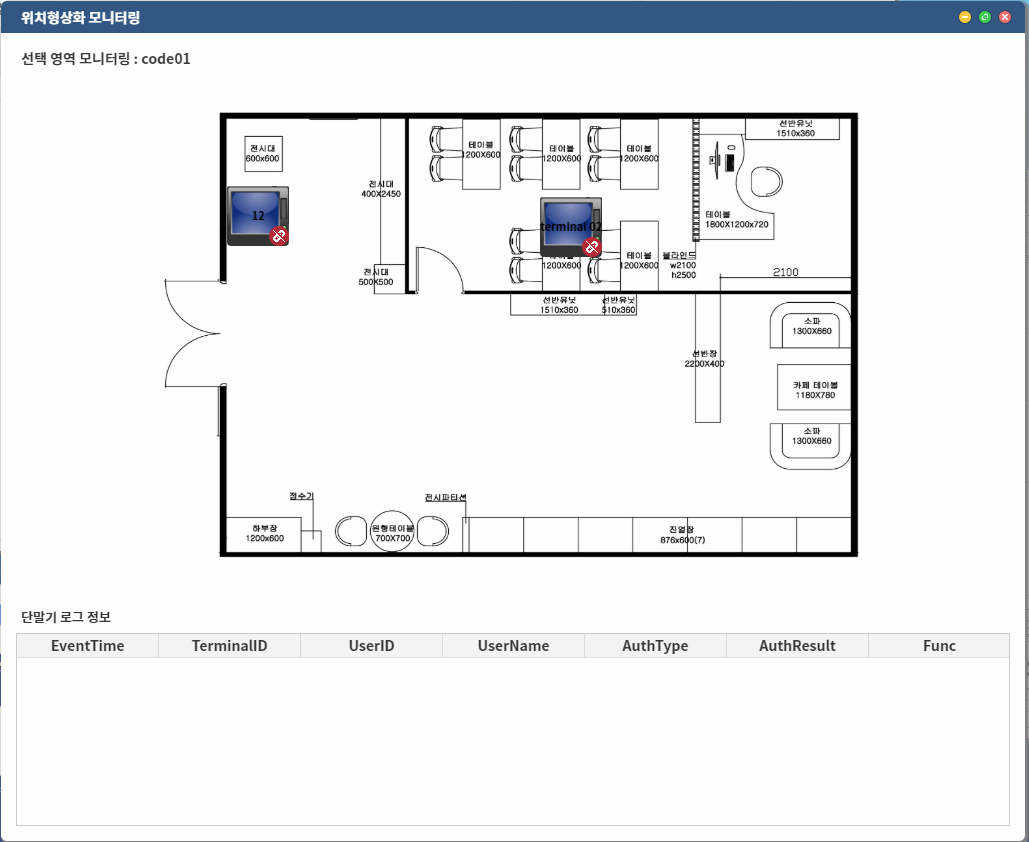 위치형상화 모니터링
선택 영역 모니터링 : code01
전시대
600x600
12
전시대
400X2450
전시대
500X500
테이블
1200X600
테이블
1200X600
테이블
1200X600
terminal 02
1200X600
테이블
1200X600
선반유닛
1510x360
테이블
1800X1200x720
블라인드
w2100
h2500
2100
선반유닛
1510x360
선반유닛
510x360
선반장
2200X400
소파
1300X660
카페 테이블
1180X780
소파
1300X660
정수기
하부장
1200x600
원형테이블
700X700
전시파티션
진열장
876x600(7)
단말기 로그 정보
EventTime TerminalID UserID UserName AuthType AuthResult Func